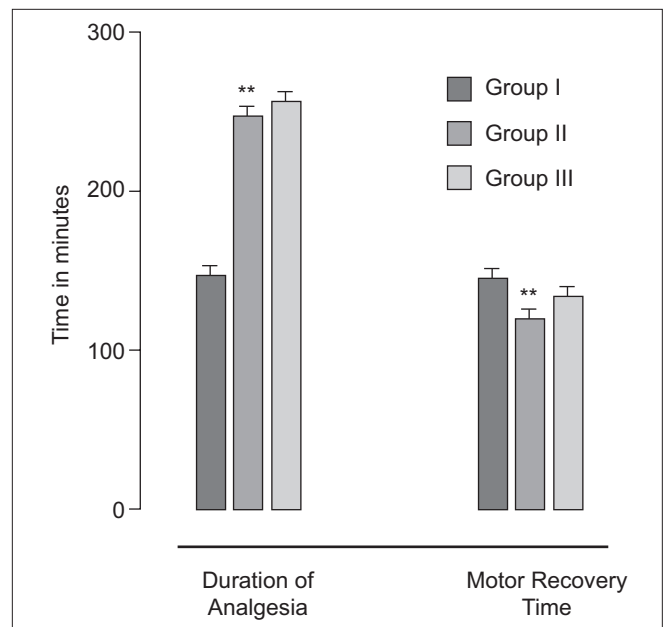 Time in minutes
300
200
100
0
**
**
Group I
Group II
Group III
Duration of
Analgesia
Motor Recovery
Time